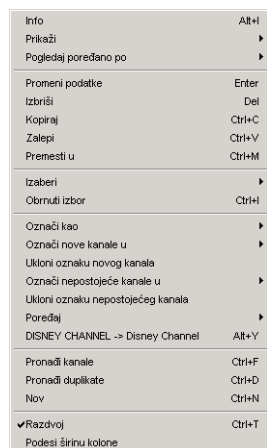 Info Alt+I
Prikaži
Pogledaj poređano po
Promeni podatke Enter
Izbriši Del
Kopiraj Ctrl+C
Zalepi Ctrl+V
Premesti u Ctrl+M
Izaberi
Obrnuti izbor Ctrl+I
Označi kao
Označi nove kanale u
Ukloni oznaku novog kanala
Označi nepostojeće kanale u
Ukloni oznaku nepostojećeg kanala
Poređaj
DISNEY CHANNEL -> Disney Channel Alt+Y
Pronađi kanale Ctrl+F
Pronađi duplikate Ctrl+D
Nov Ctrl+N
Razdvoj Ctrl+T
Podesi širinu kolone